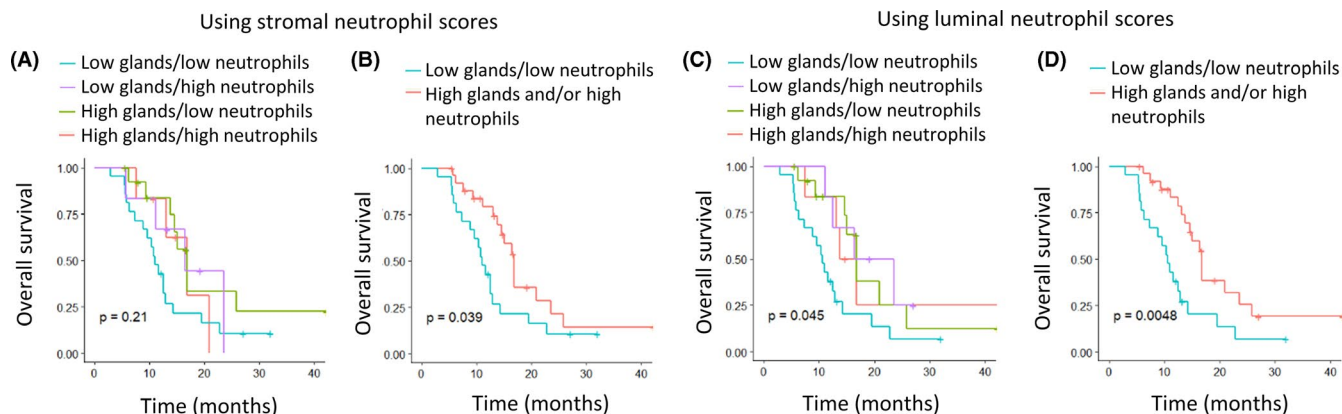 Using stromal neutrophil scores
(A)
Low glands/low neutrophils
Low glands/high neutrophils
High glands/low neutrophils
High glands/high neutrophils
Overall survival
1.00
0.75
0.50
0.25
0.00
p = 0.21
0 10 20 30 40
Time (months)
(B)
Low glands/low neutrophils
High glands and/or high
neutrophils
Overall survival
1.00
0.75
0.50
0.25
0.00
p = 0.039
0 10 20 30 40
Time (months)
Using luminal neutrophil scores
(C)
Low glands/low neutrophils
Low glands/high neutrophils
High glands/low neutrophils
High glands/high neutrophils
Overall survival
1.00
0.75
0.50
0.25
0.00
p = 0.045
0 10 20 30 40
Time (months)
(D)
Low glands/low neutrophils
High glands and/or high
neutrophils
Overall survival
1.00
0.75
0.50
0.25
0.00
p = 0.0048
0 10 20 30 40
Time (months)